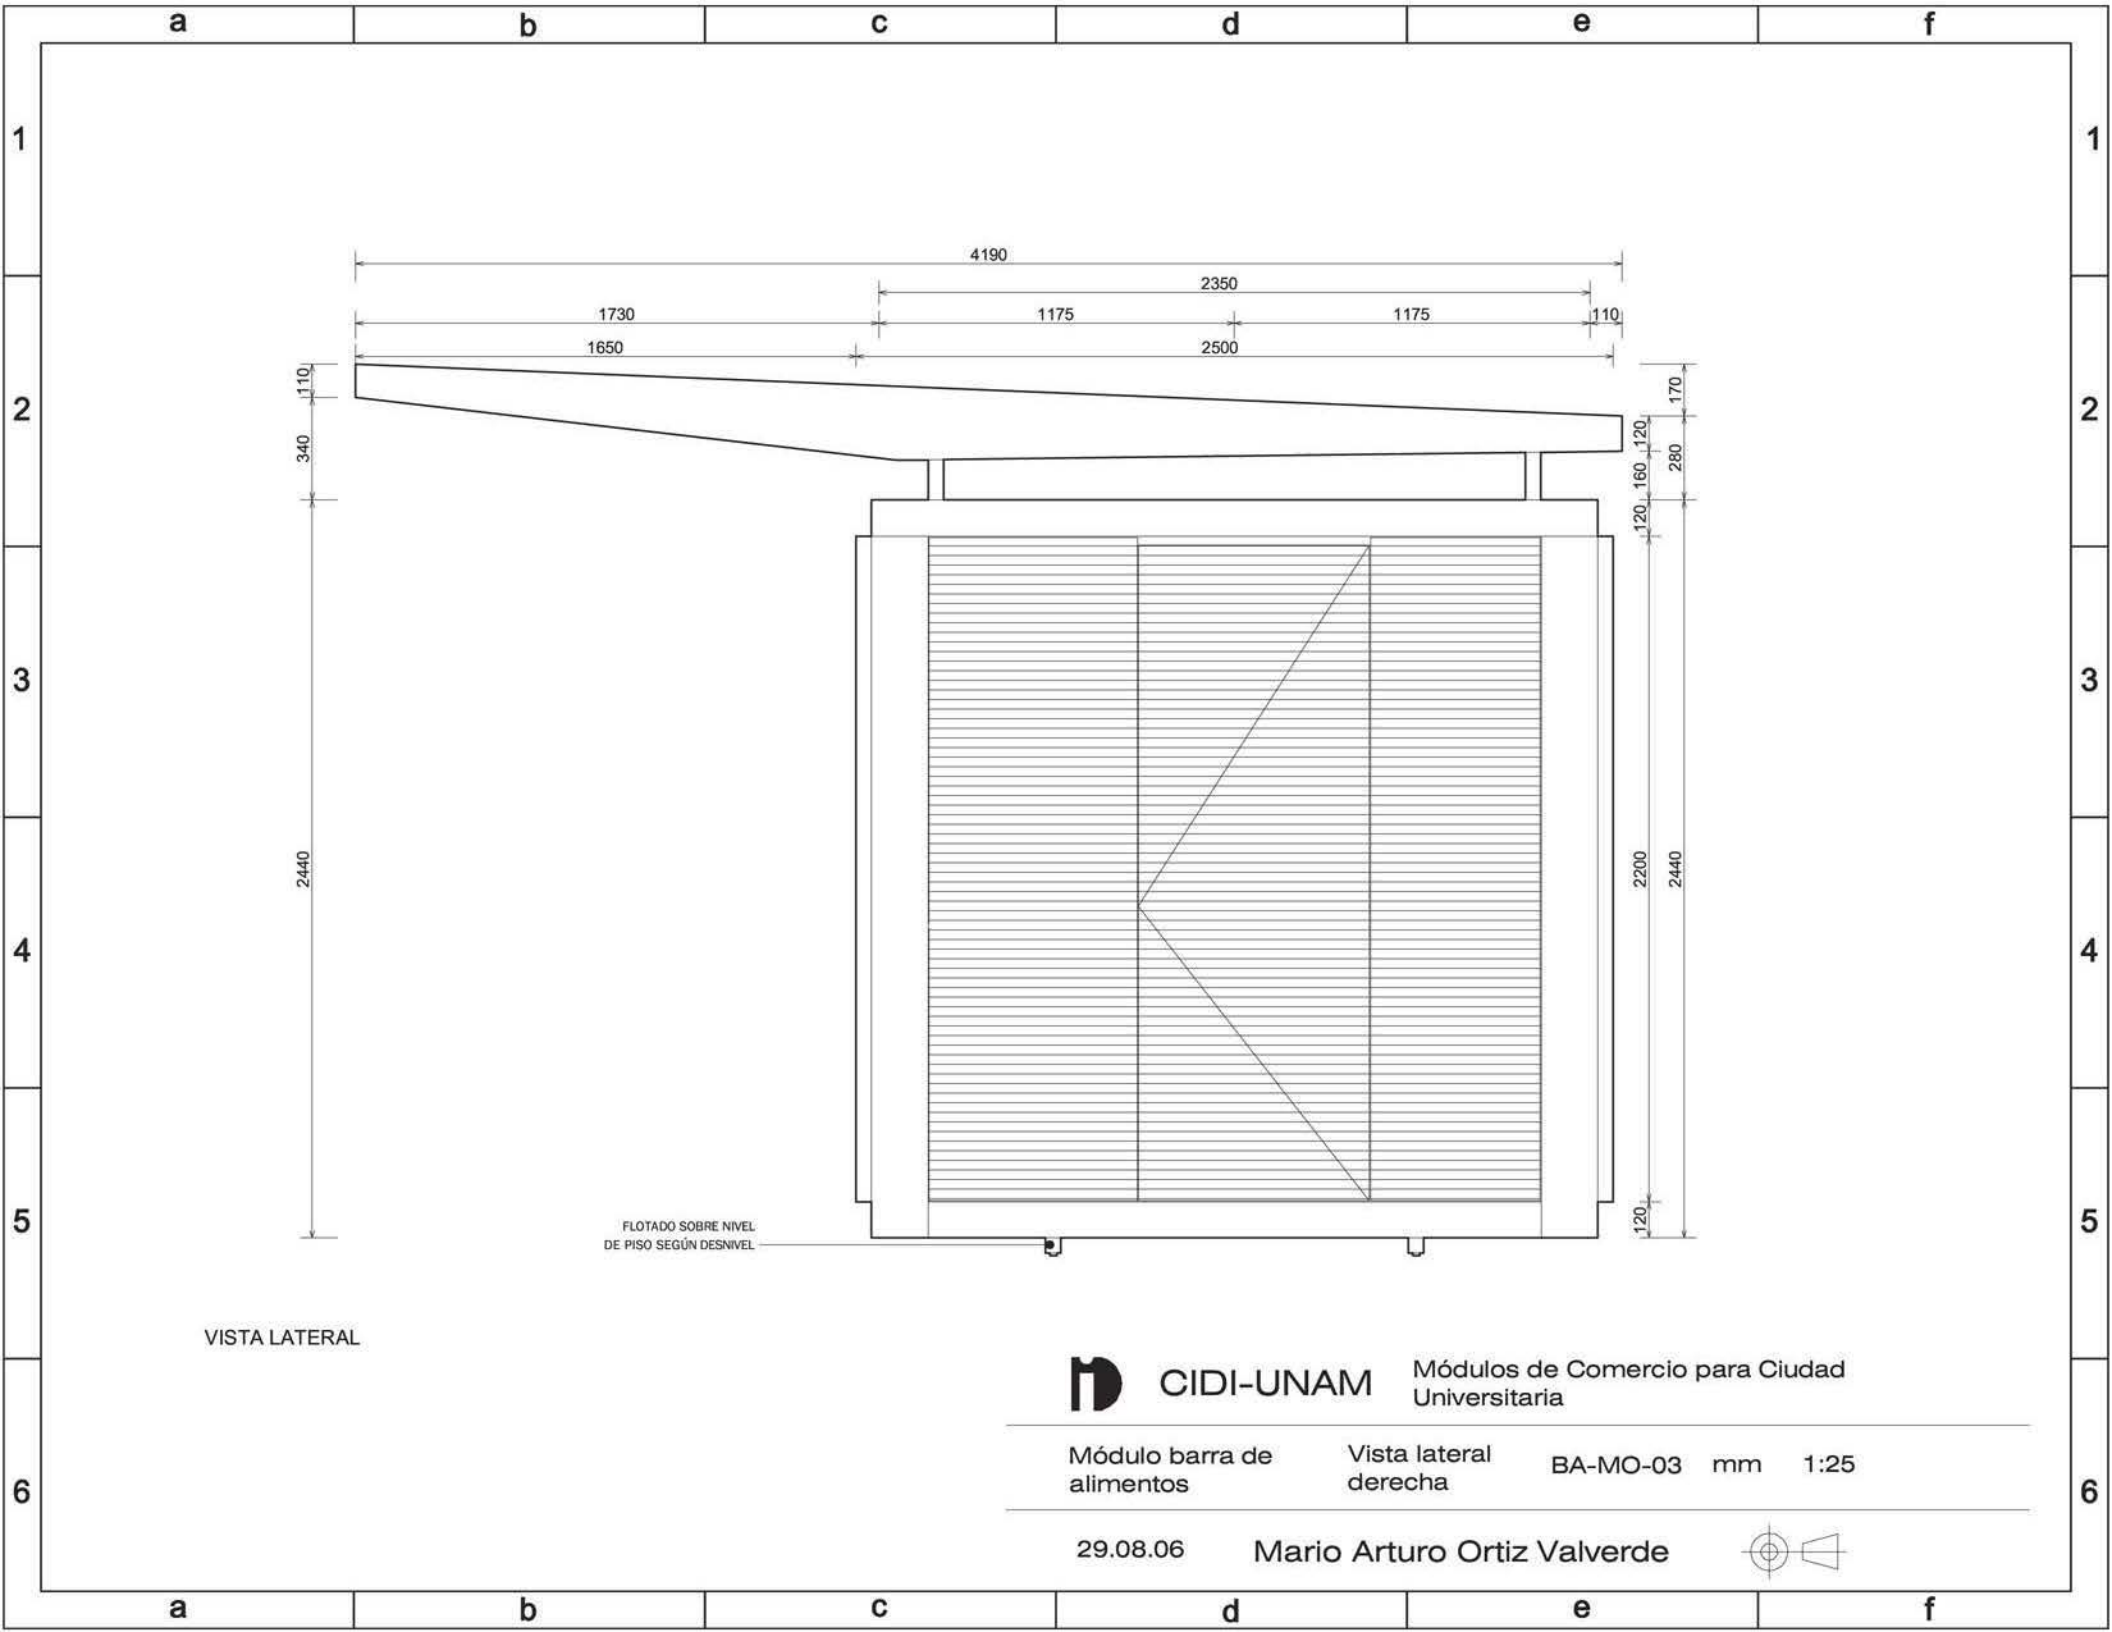 a b c d e f
1 1
4190
2350
1730 1175 1175 110
1650 2500
110 170
2 2
340 120 280
160
120
3 3
2440 2200 2440
4 4
5 5
120
FLOTADO SOBRE NIVEL
DE PISO SEGÚN DESNIVEL
VISTA LATERAL
CIDI-UNAM
Módulos de Comercio para Ciudad
Universitaria
Módulo barra de
alimentos
Vista lateral
derecha
BA-MO-03 mm 1:25
6 6
29.08.06 Mario Arturo Ortiz Valverde
a b c d e f